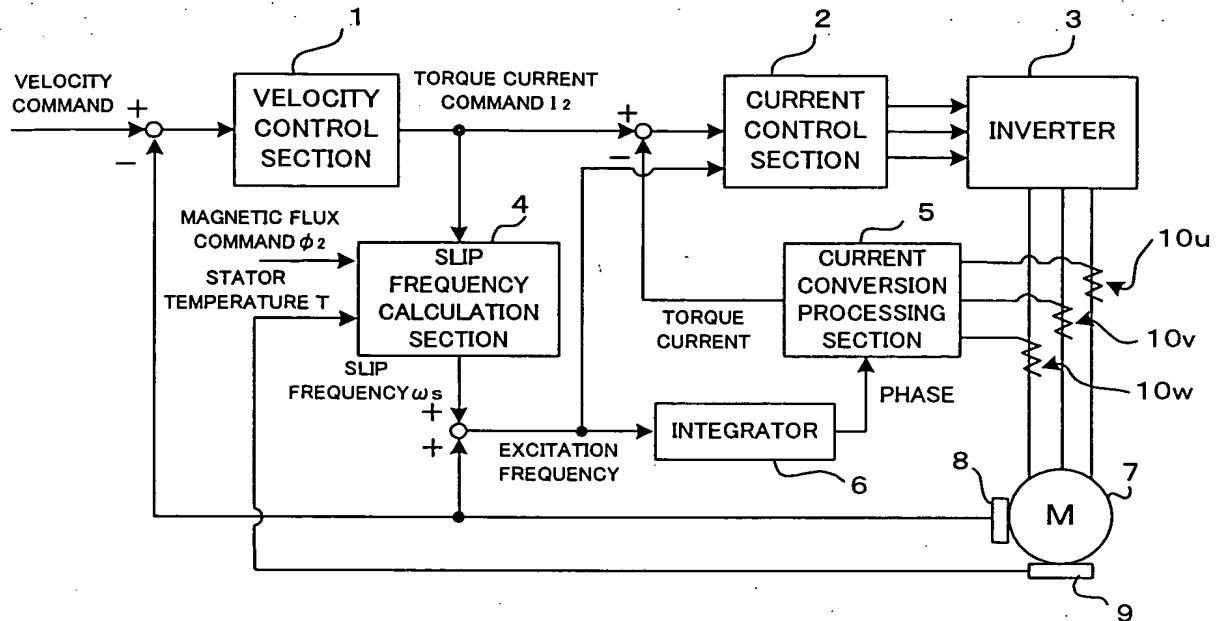 1
2
3
VELOCITY
COMMAND
+
−
VELOCITY
CONTROL
SECTION
TORQUE CURRENT
COMMAND I2
+
−
CURRENT
CONTROL
SECTION
INVERTER
MAGNETIC FLUX
COMMAND ϕ2
STATOR
TEMPERATURE T
4
SLIP
FREQUENCY
CALCULATION
SECTION
5
CURRENT
CONVERSION
PROCESSING
SECTION
10u
10v
10w
TORQUE
CURRENT
SLIP
FREQUENCY ωs
+
+
EXCITATION
FREQUENCY
INTEGRATOR
6
PHASE
8
M
7
9